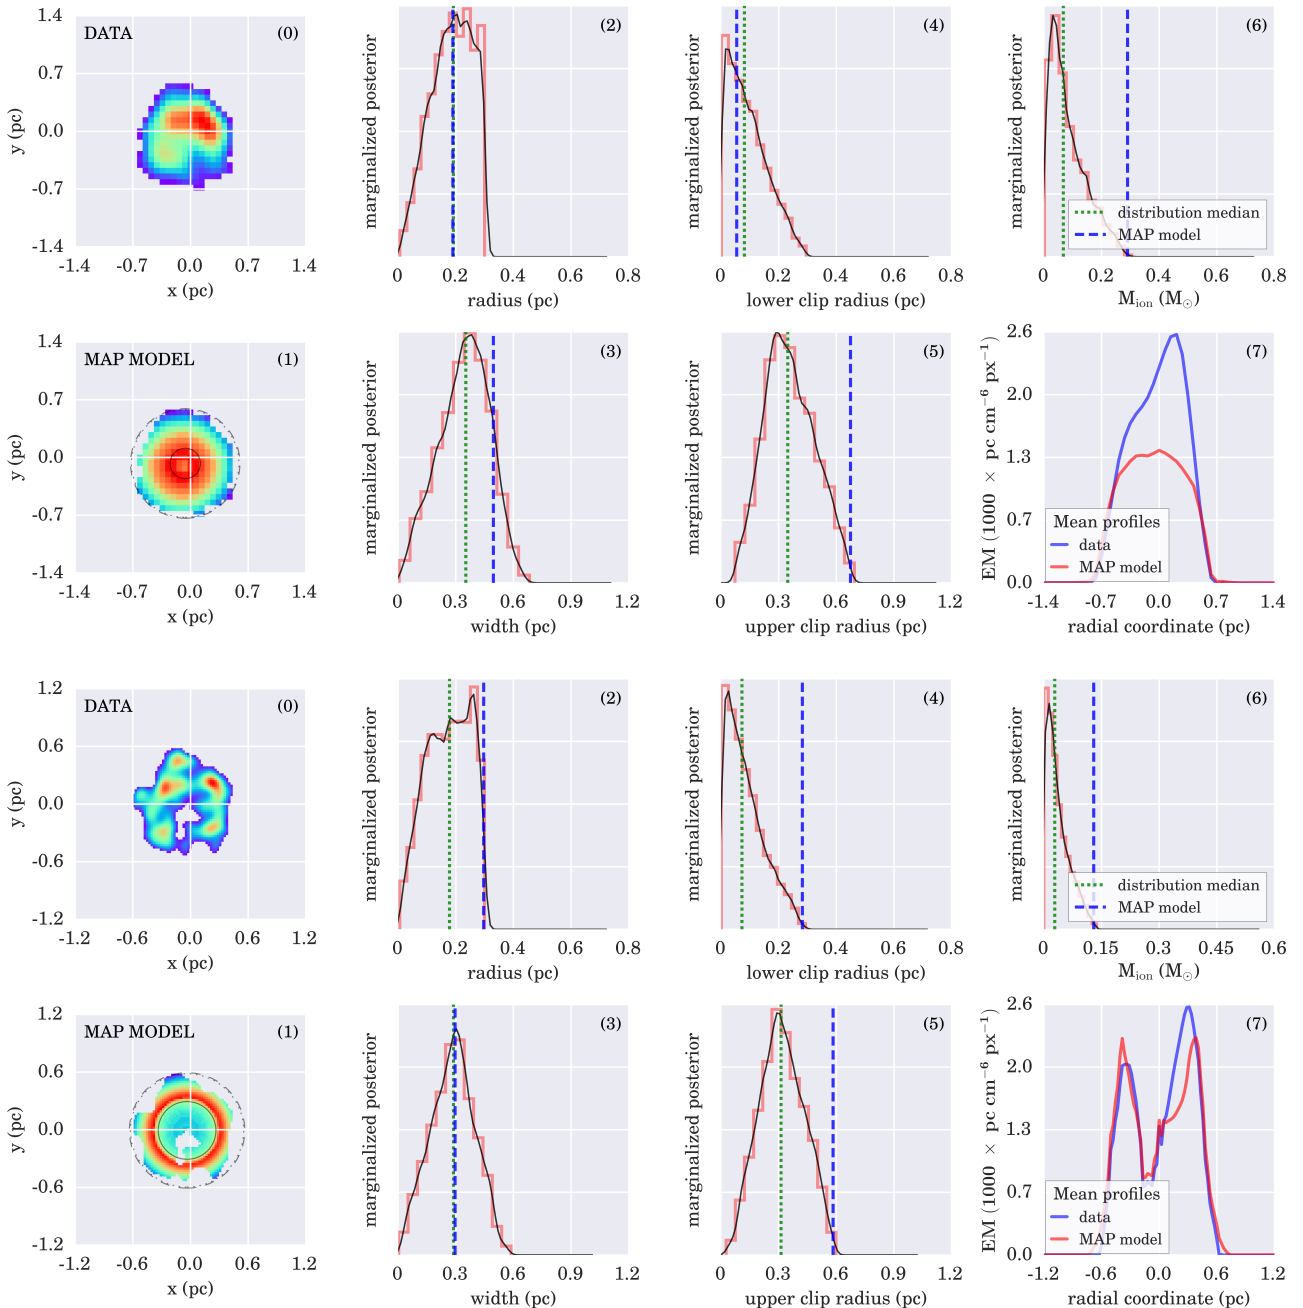 DATA (0)
1.4
0.7
0.0
-0.7
-1.4
y (pc)
-1.4 -0.7 0.0 0.7 1.4
x (pc)
(2)
marginalized posterior
0 0.2 0.4 0.6 0.8
radius (pc)
(4)
marginalized posterior
0 0.2 0.4 0.6 0.8
lower clip radius (pc)
(6)
marginalized posterior
distribution median
MAP model
0 0.2 0.4 0.6 0.8
M_ion (M_⊙)
MAP MODEL (1)
1.4
0.7
0.0
-0.7
-1.4
y (pc)
-1.4 -0.7 0.0 0.7 1.4
x (pc)
(3)
marginalized posterior
0 0.3 0.6 0.9 1.2
width (pc)
(5)
marginalized posterior
0 0.3 0.6 0.9 1.2
upper clip radius (pc)
(7)
2.6
2.0
1.3
0.7
0.0
EM (1000 × pc cm⁻⁶ px⁻¹)
Mean profiles
data
MAP model
-1.4 -0.7 0.0 0.7 1.4
radial coordinate (pc)
DATA (0)
1.2
0.6
0.0
-0.6
-1.2
y (pc)
-1.2 -0.6 0.0 0.6 1.2
x (pc)
(2)
marginalized posterior
0 0.2 0.4 0.6 0.8
radius (pc)
(4)
marginalized posterior
0 0.2 0.4 0.6 0.8
lower clip radius (pc)
(6)
marginalized posterior
distribution median
MAP model
0 0.15 0.3 0.45 0.6
M_ion (M_⊙)
MAP MODEL (1)
1.2
0.6
0.0
-0.6
-1.2
y (pc)
-1.2 -0.6 0.0 0.6 1.2
x (pc)
(3)
marginalized posterior
0 0.3 0.6 0.9 1.2
width (pc)
(5)
marginalized posterior
0 0.3 0.6 0.9 1.2
upper clip radius (pc)
(7)
2.6
2.0
1.3
0.7
0.0
EM (1000 × pc cm⁻⁶ px⁻¹)
Mean profiles
data
MAP model
-1.2 -0.6 0.0 0.6 1.2
radial coordinate (pc)